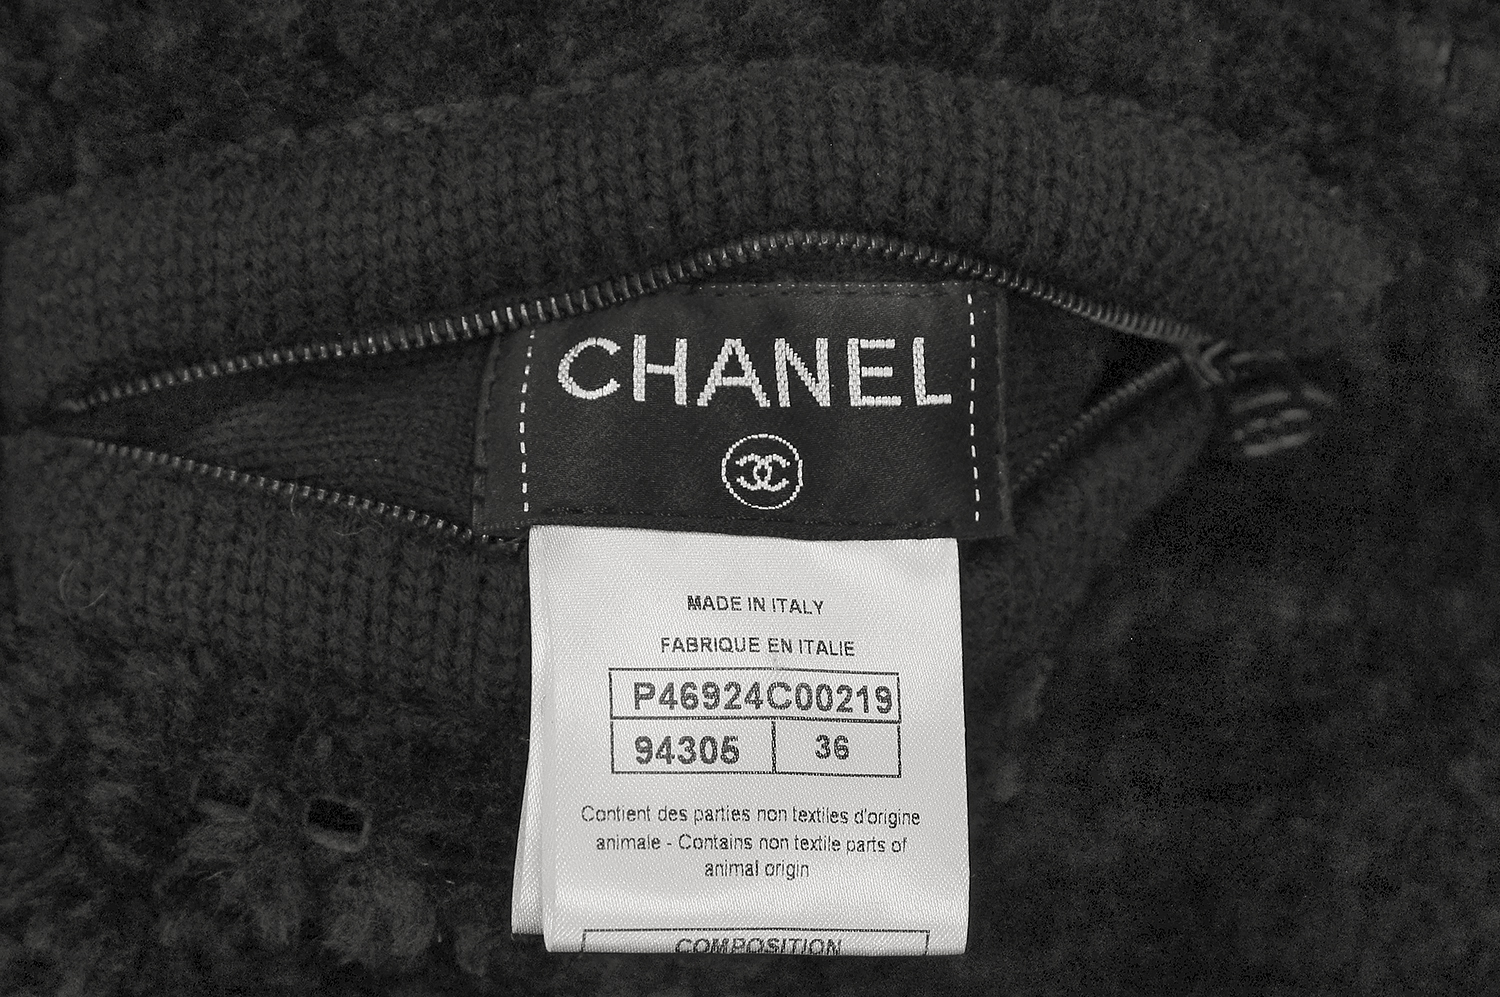 CHANEL
MADE IN ITALY
FABRIQUE EN ITALIE
P46924C00219
94305 36
Contient des parties non textiles d'origine
animale - Contains non textile parts of
animal origin
COMPOSITION